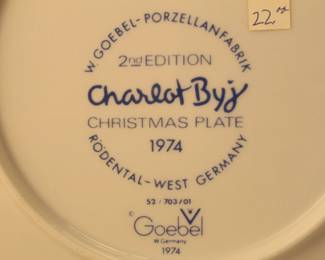 22.00
W. GOEBEL-PORZELLANFABRIK
2nd EDITION
Charlot Byj
CHRISTMAS PLATE
1974
RÖDENTAL-WEST GERMANY
52 / 703 / 01
© Goebel
W. Germany
1974